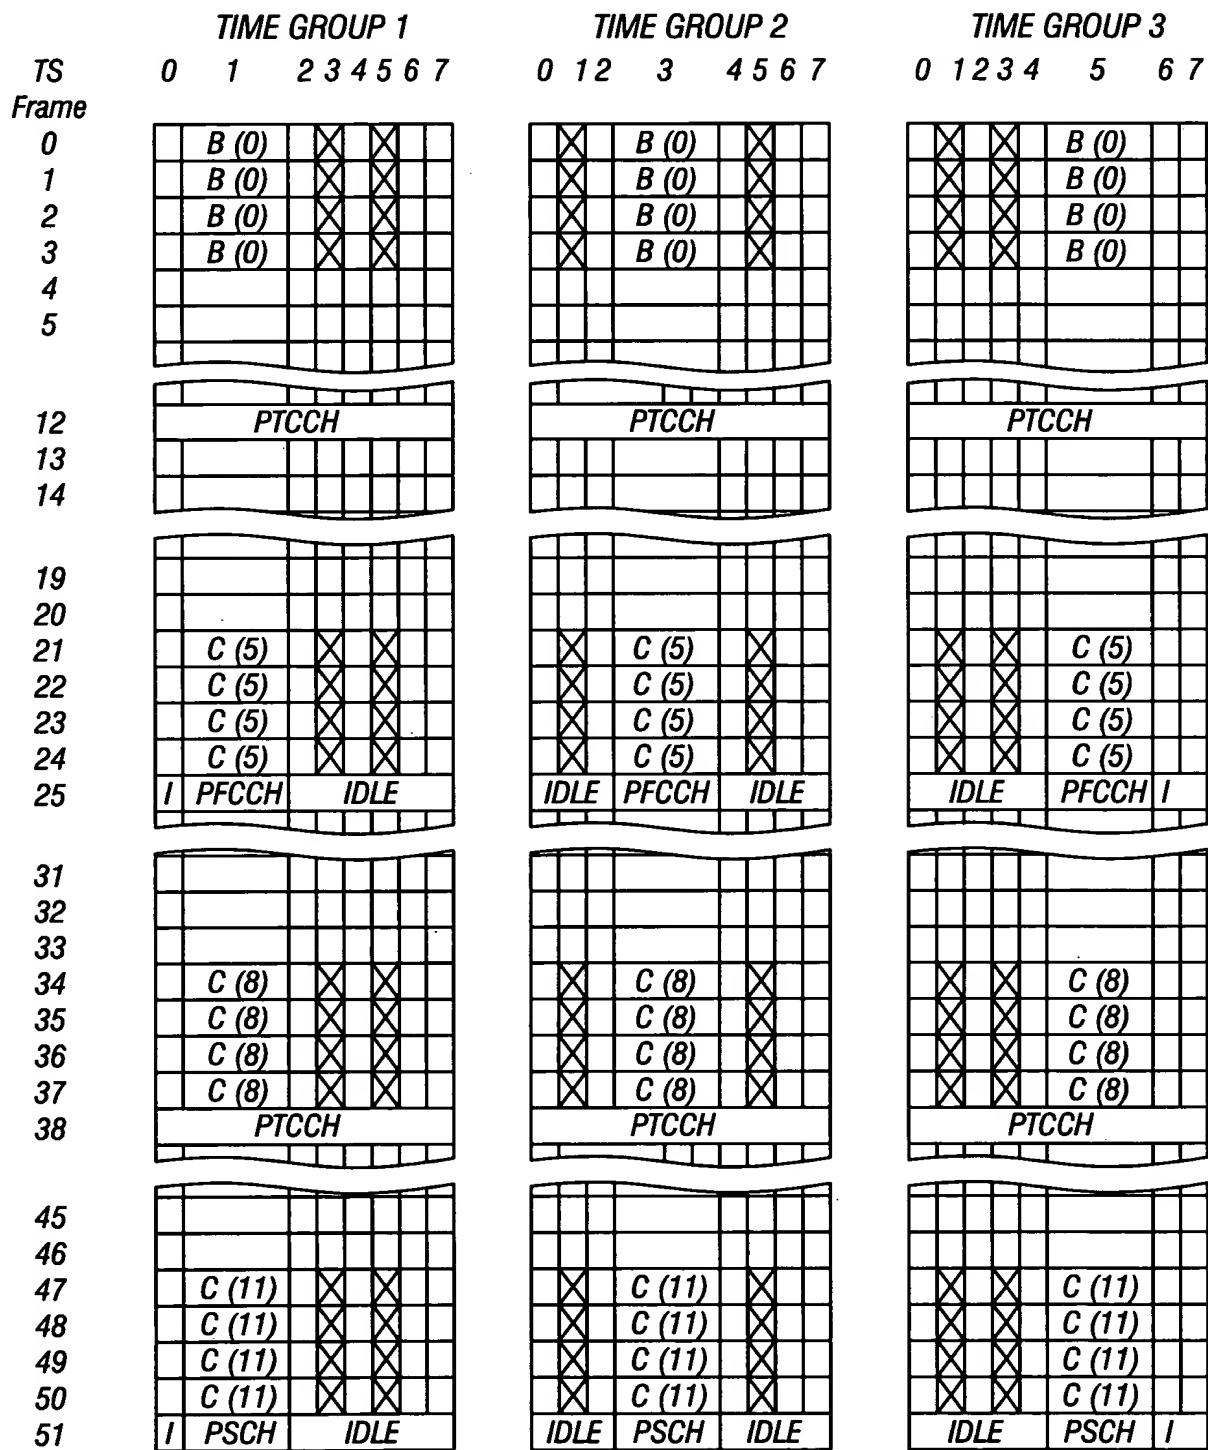 TIME GROUP 1 TIME GROUP 2 TIME GROUP 3
TS 0 1 2 3 4 5 6 7 0 1 2 3 4 5 6 7 0 1 2 3 4 5 6 7
Frame
0 B (0) B (0) B (0)
1 B (0) B (0) B (0)
2 B (0) B (0) B (0)
3 B (0) B (0) B (0)
4
5
12 PTCCH PTCCH PTCCH
13
14
19
20
21 C (5) C (5) C (5)
22 C (5) C (5) C (5)
23 C (5) C (5) C (5)
24 C (5) C (5) C (5)
25 I PFCCH IDLE IDLE PFCCH IDLE IDLE PFCCH I
31
32
33
34 C (8) C (8) C (8)
35 C (8) C (8) C (8)
36 C (8) C (8) C (8)
37 C (8) C (8) C (8)
38 PTCCH PTCCH PTCCH
45
46
47 C (11) C (11) C (11)
48 C (11) C (11) C (11)
49 C (11) C (11) C (11)
50 C (11) C (11) C (11)
51 I PSCH IDLE IDLE PSCH IDLE IDLE PSCH I